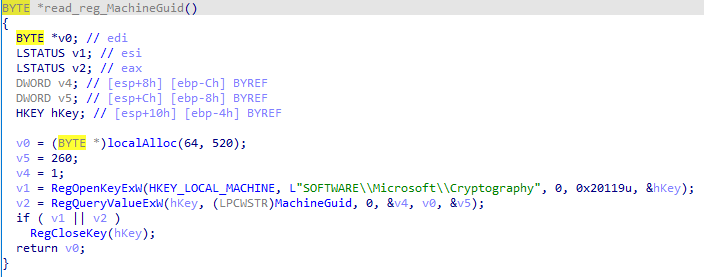 BYTE *read_reg_MachineGuid()
{
BYTE *v0; // edi
LSTATUS v1; // esi
LSTATUS v2; // eax
DWORD v4; // [esp+8h] [ebp-Ch] BYREF
DWORD v5; // [esp+Ch] [ebp-8h] BYREF
HKEY hKey; // [esp+10h] [ebp-4h] BYREF
v0 = (BYTE *)localAlloc(64, 520);
v5 = 260;
v4 = 1;
v1 = RegOpenKeyExW(HKEY_LOCAL_MACHINE, L"SOFTWARE\\Microsoft\\Cryptography", 0, 0x20119u, &hKey);
v2 = RegQueryValueExW(hKey, (LPCWSTR)MachineGuid, 0, &v4, v0, &v5);
if ( v1 || v2 )
RegCloseKey(hKey);
return v0;
}